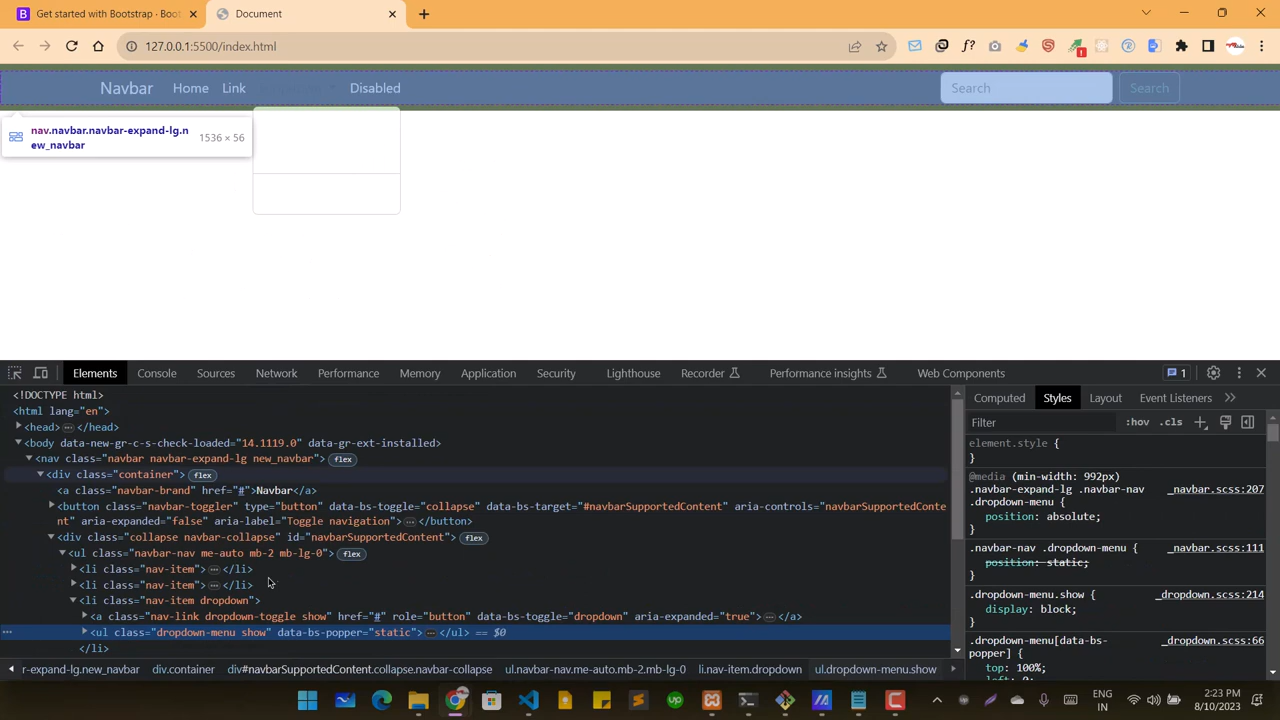 Get started with Bootstrap · Boots
Document
127.0.0.1:5500/index.html
Navbar Home Link Disabled Search Search
nav.navbar.navbar-expand-lg.n
ew_navbar
1536 × 56
Elements Console Sources Network Performance Memory Application Security Lighthouse Recorder Performance insights Web Components 1
<!DOCTYPE html>
<html lang="en">
<head> … </head>
<body data-new-gr-c-s-check-loaded="14.1119.0" data-gr-ext-installed>
<nav class="navbar navbar-expand-lg new_navbar"> flex
<div class="container"> flex
<a class="navbar-brand" href="#">Navbar</a>
<button class="navbar-toggler" type="button" data-bs-toggle="collapse" data-bs-target="#navbarSupportedContent" aria-controls="navbarSupportedConte
nt" aria-expanded="false" aria-label="Toggle navigation"> … </button>
<div class="collapse navbar-collapse" id="navbarSupportedContent"> flex
<ul class="navbar-nav me-auto mb-2 mb-lg-0"> flex
<li class="nav-item"> … </li>
<li class="nav-item"> … </li>
<li class="nav-item dropdown">
<a class="nav-link dropdown-toggle show" href="#" role="button" data-bs-toggle="dropdown" aria-expanded="true"> … </a>
<ul class="dropdown-menu show" data-bs-popper="static"> … </ul> == $0
</li>
r-expand-lg.new_navbar div.container div#navbarSupportedContent.collapse.navbar-collapse ul.navbar-nav.me-auto.mb-2.mb-lg-0 li.nav-item.dropdown ul.dropdown-menu.show
Computed Styles Layout Event Listeners
Filter :hov .cls
element.style {
}
@media (min-width: 992px)
.navbar-expand-lg .navbar-nav _navbar.scss:207
.dropdown-menu {
position: absolute;
}
.navbar-nav .dropdown-menu { _navbar.scss:111
position: static;
}
.dropdown-menu.show { _dropdown.scss:214
display: block;
}
.dropdown-menu[data-bs- _dropdown.scss:66
popper] {
top: 100%;
left: 0;
ENG
IN
2:23 PM
8/10/2023